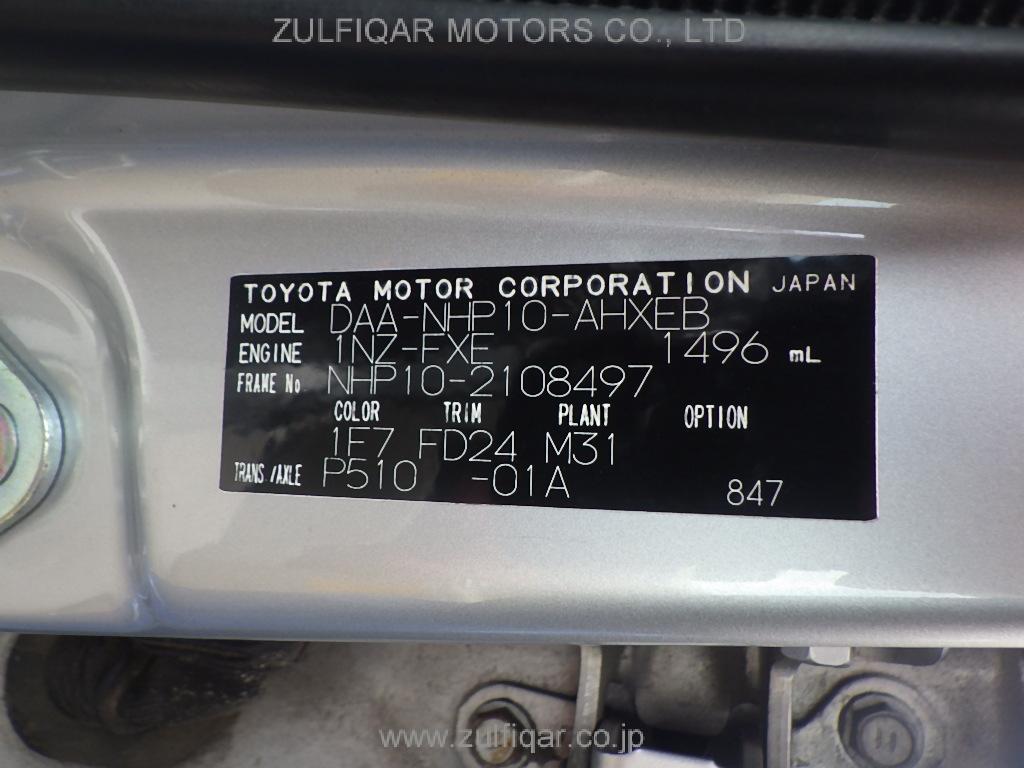 ZULFIQAR MOTORS CO., LTD
TOYOTA MOTOR CORPORATION JAPAN
MODEL DAA-NHP10-AHXEB
ENGINE 1NZ-FXE 1496 mL
FRAME No NHP10-2108497
COLOR TRIM PLANT OPTION
1F7 FD24 M31
TRANS./AXLE P510 -01A
847
www.zulfiqar.co.jp